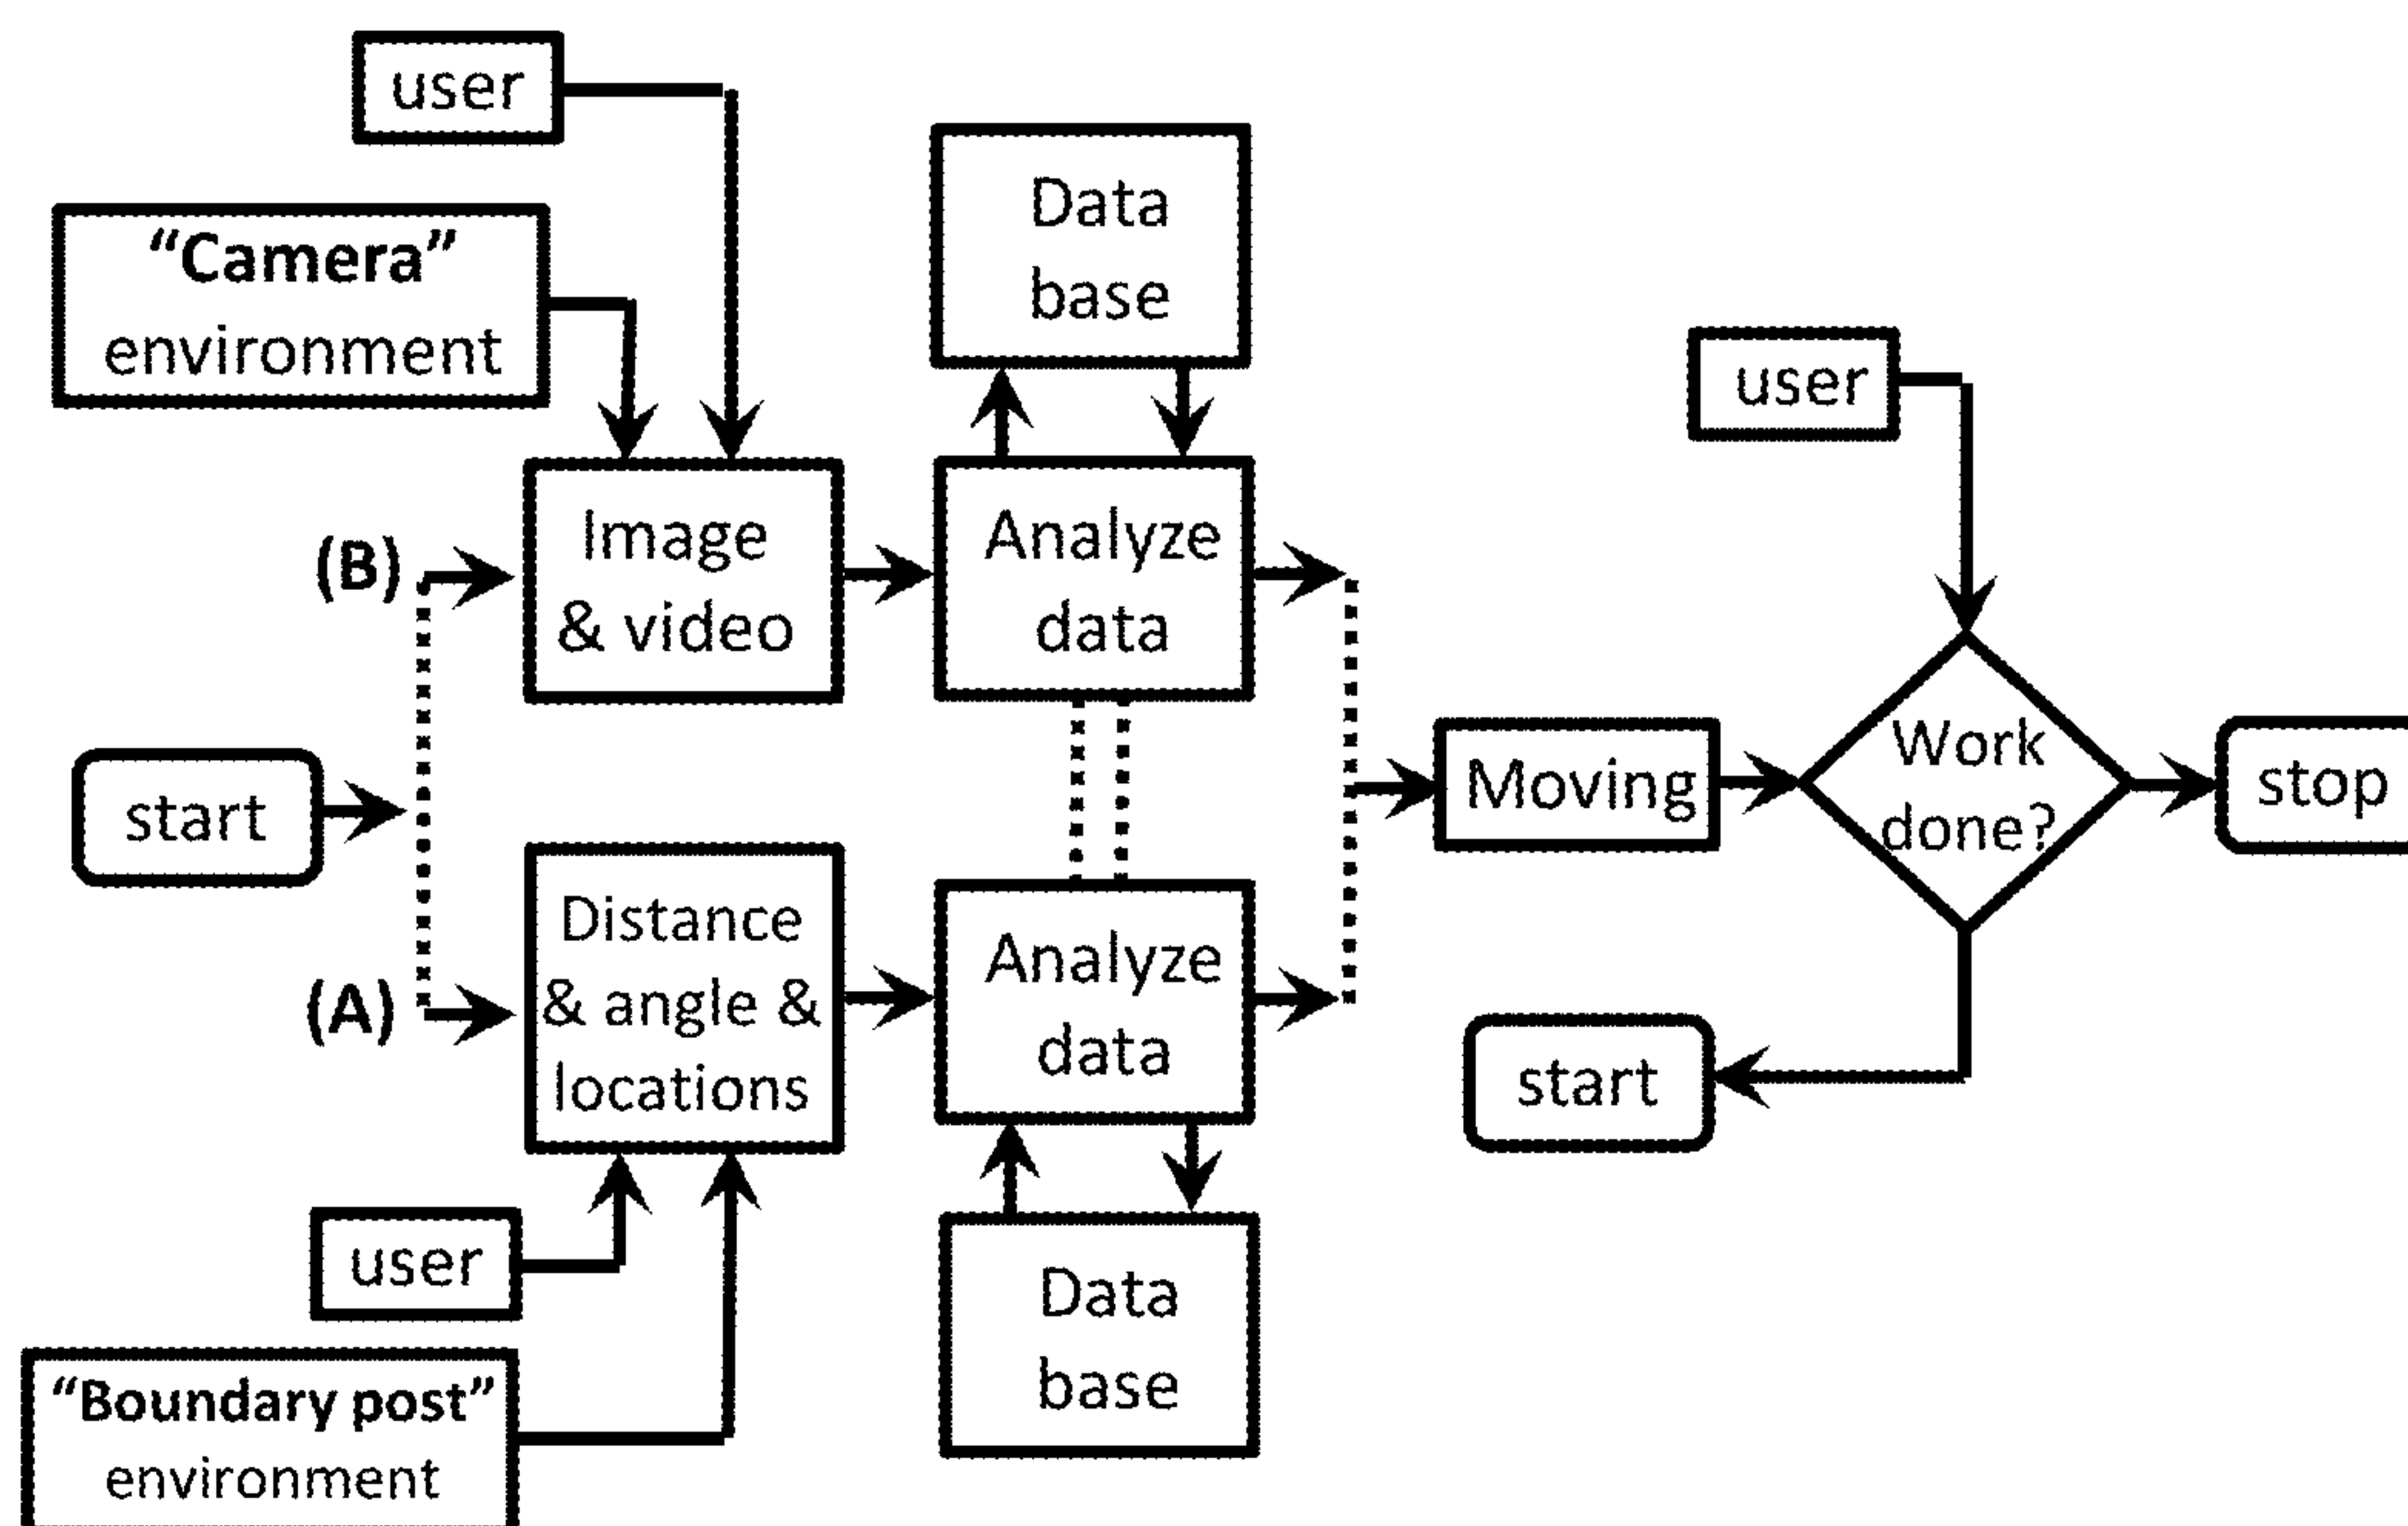 user
“Camera”
environment
Data
base
user
(B)
Image
& video
Analyze
data
start
Moving
Work
done?
stop
(A)
Distance
& angle &
locations
Analyze
data
start
user
“Boundary post”
environment
Data
base